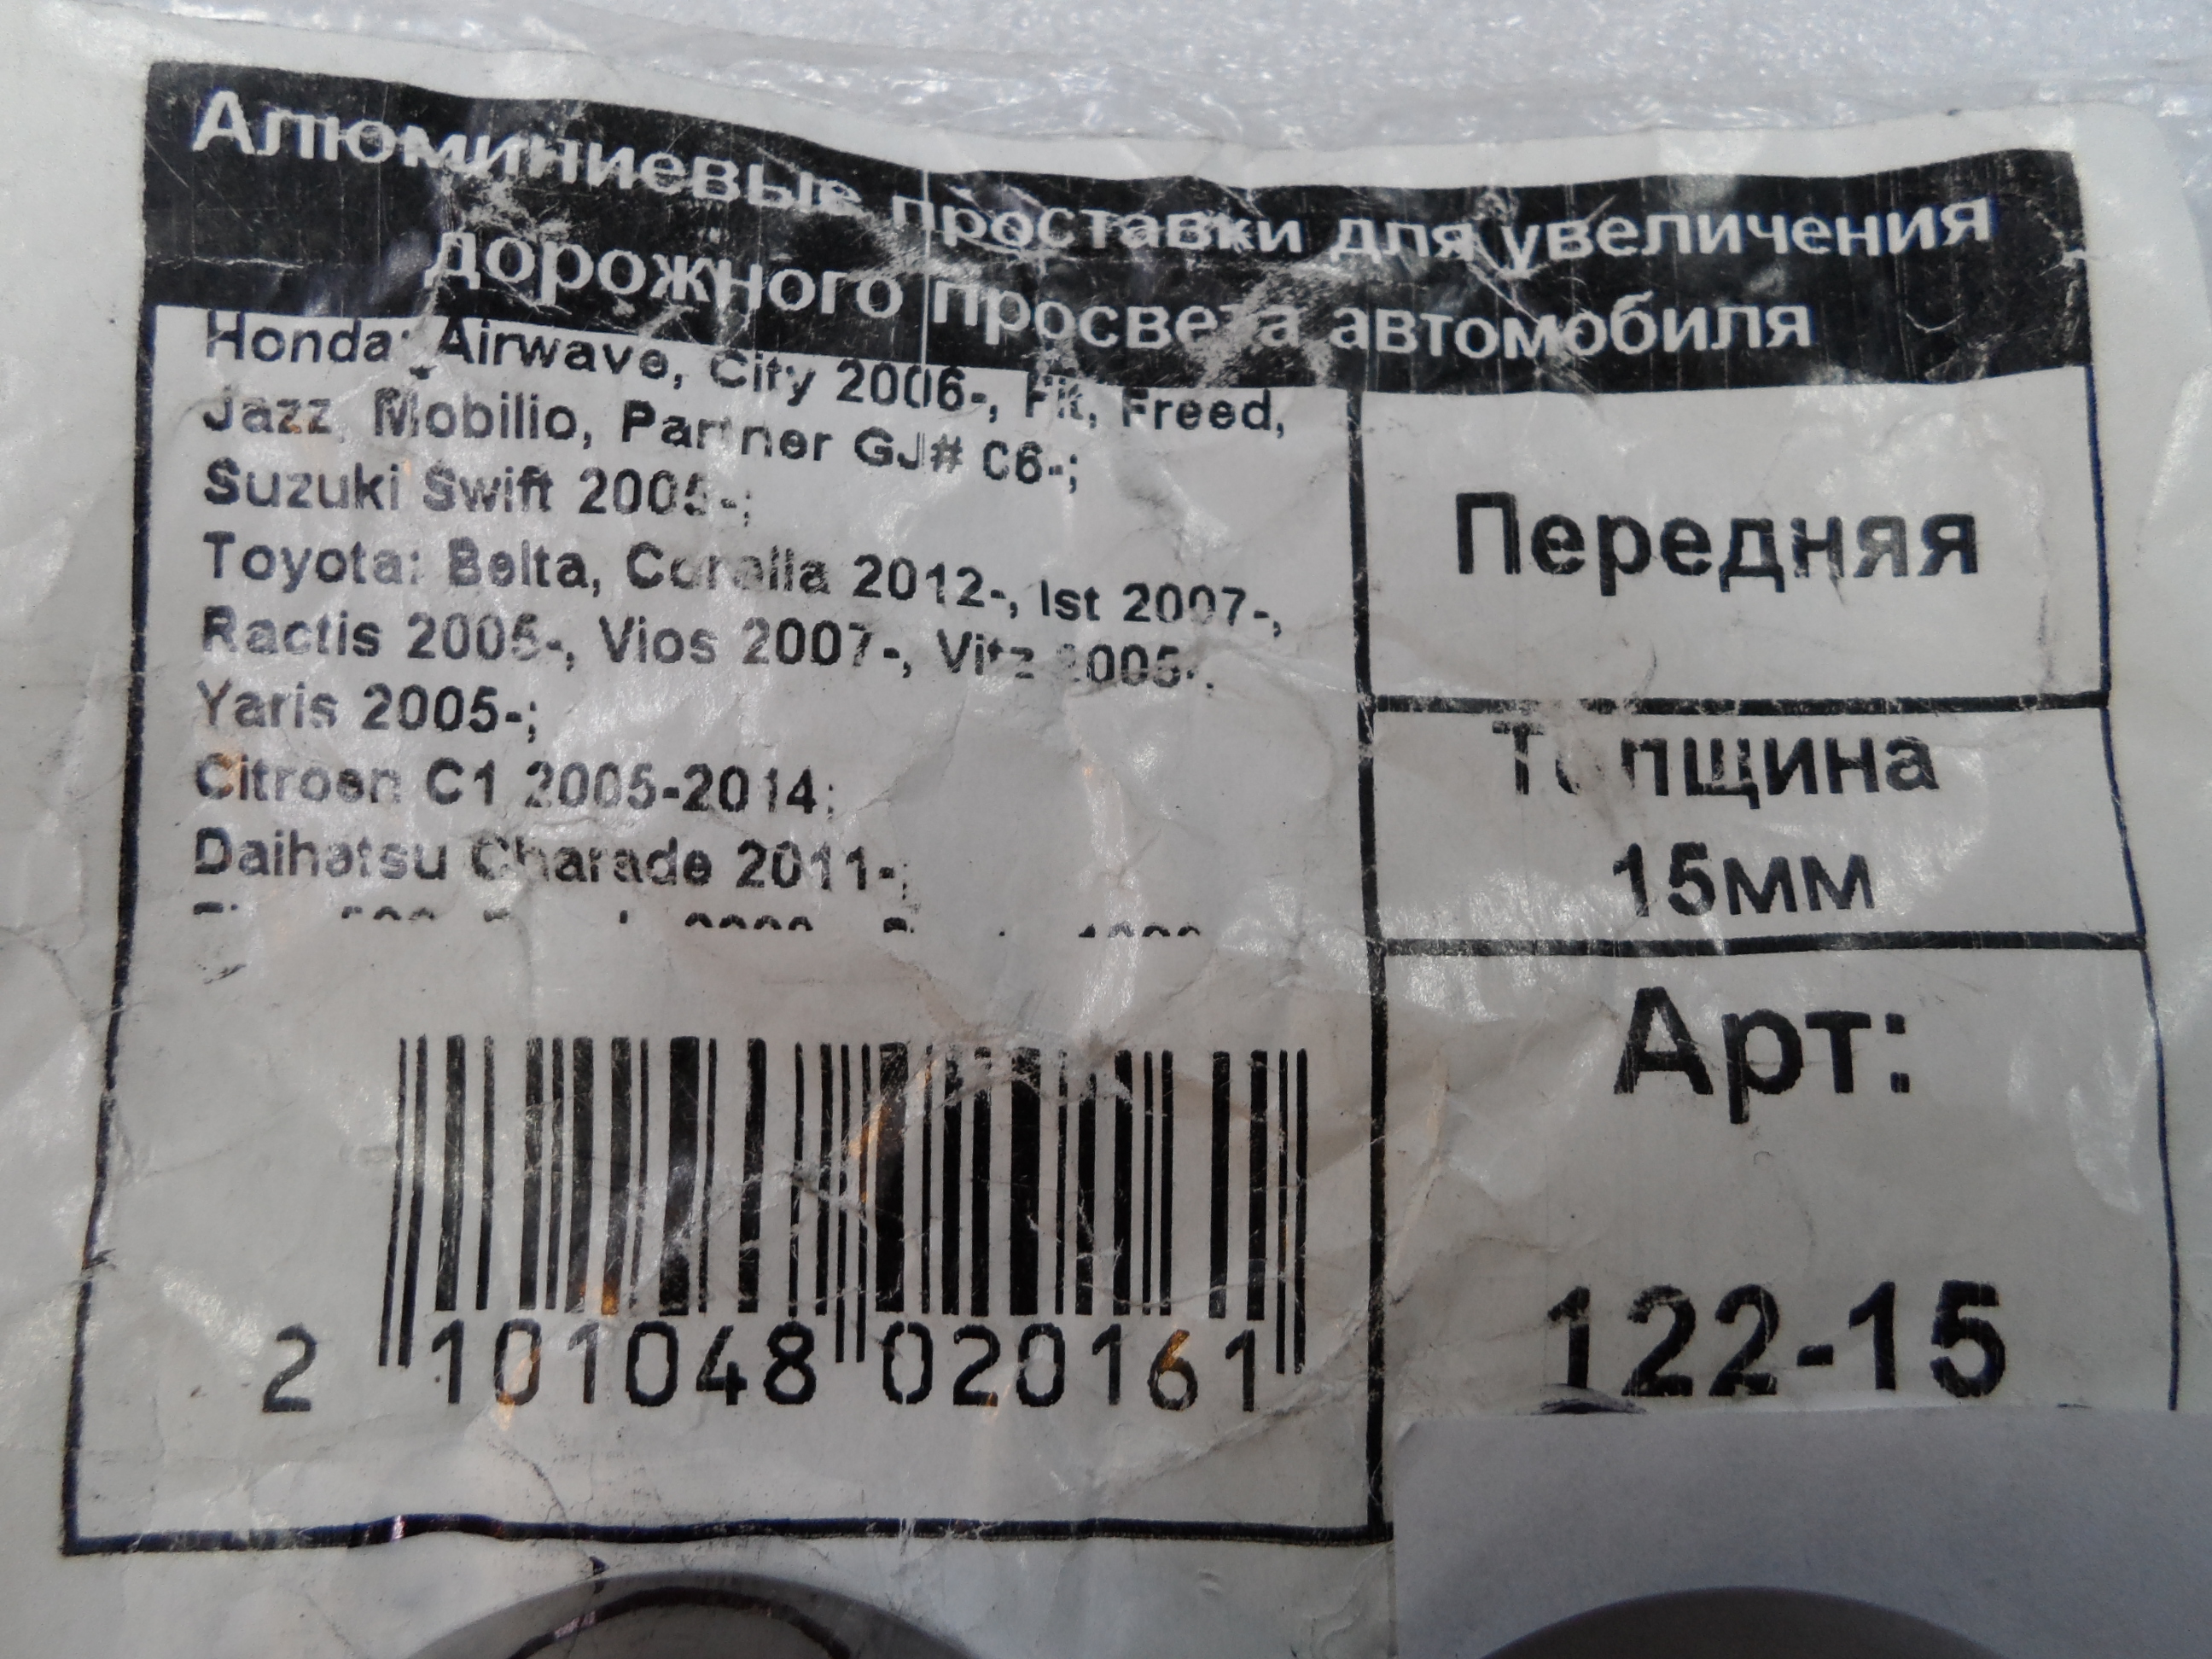 Алюминиевые проставки для увеличения
дорожного просвета автомобиля
Honda: Airwave, City 2006-, Fit, Freed,
Jazz, Mobilio, Partner GJ# 06-;
Suzuki Swift 2005-;
Toyota: Belta, Corolla 2012-, Ist 2007-,
Ractis 2005-, Vios 2007-, Vitz 2005-,
Yaris 2005-;
Citroen C1 2005-2014;
Daihatsu Charade 2011-;
2 101048 020161
Передняя
Толщина
15мм
Арт:
122-15